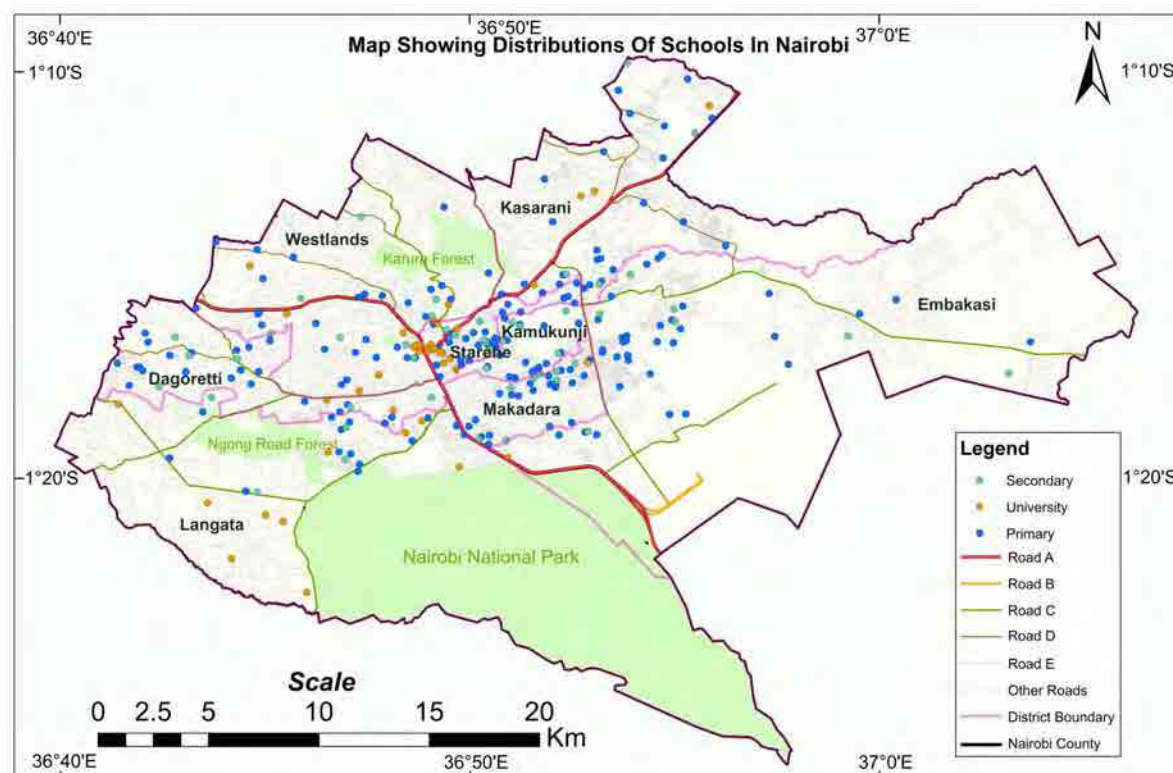 36°40'E
36°50'E
37°0'E
Map Showing Distributions Of Schools In Nairobi
N
1°10'S
1°10'S
Kasarani
Westlands
Karura Forest
Embakasi
Kamukunji
Starehe
Dagoretti
Makadara
Ngong Road Forest
1°20'S
1°20'S
Langata
Nairobi National Park
Legend
Secondary
University
Primary
Road A
Road B
Road C
Road D
Road E
Other Roads
District Boundary
Nairobi County
Scale
0 2.5 5 10 15 20
Km
36°40'E
36°50'E
37°0'E